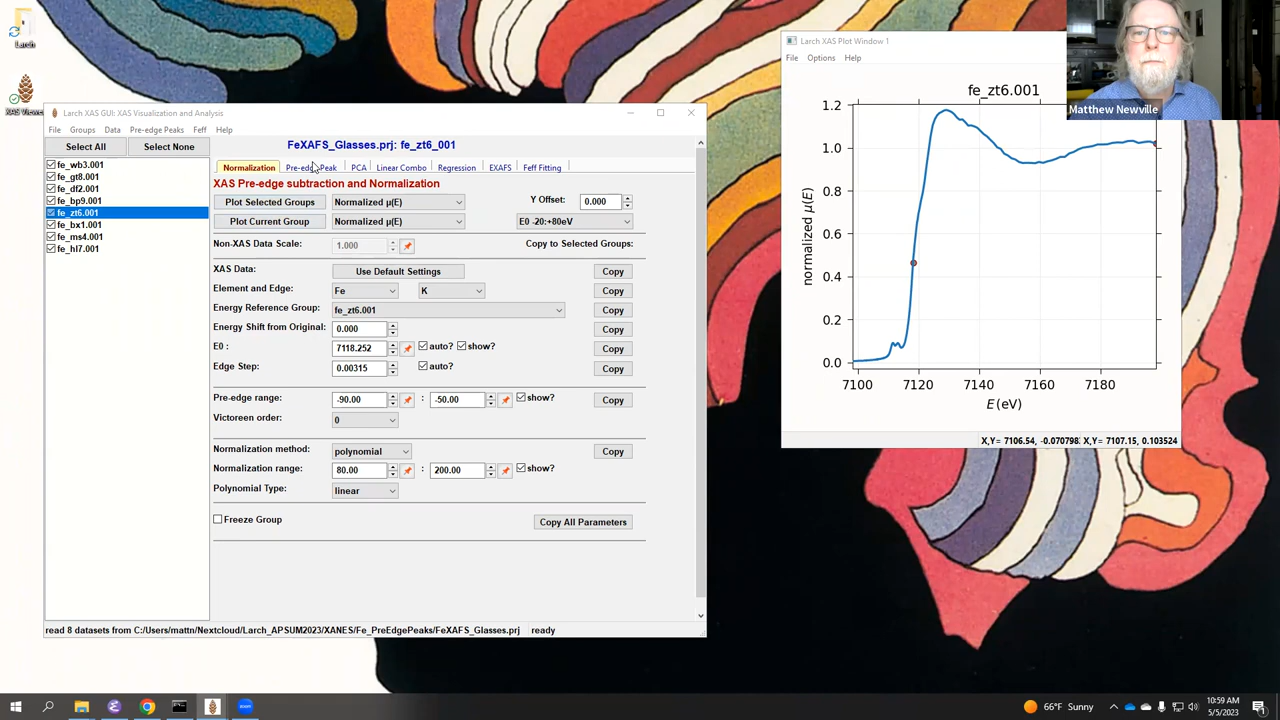 Larch
XAS Viewer
Larch XAS GUI: XAS Visualization and Analysis
File Groups Data Pre-edge Peaks Feff Help
Select All Select None
fe_wb3.001
fe_gt8.001
fe_df2.001
fe_bp9.001
fe_zt6.001
fe_bx1.001
fe_ms4.001
fe_hl7.001
FeXAFS_Glasses.prj: fe_zt6_001
Normalization Pre-edge Peak PCA Linear Combo Regression EXAFS Feff Fitting
XAS Pre-edge subtraction and Normalization
Plot Selected Groups Normalized μ(E) Y Offset: 0.000
Plot Current Group Normalized μ(E) E0 -20:+80eV
Non-XAS Data Scale: 1.000 Copy to Selected Groups:
XAS Data: Use Default Settings Copy
Element and Edge: Fe K Copy
Energy Reference Group: fe_zt6.001 Copy
Energy Shift from Original: 0.000 Copy
E0 : 7118.252 auto? show? Copy
Edge Step: 0.00315 auto? Copy
Pre-edge range: -90.00 : -50.00 show? Copy
Victoreen order: 0
Normalization method: polynomial Copy
Normalization range: 80.00 : 200.00 show?
Polynomial Type: linear
Freeze Group Copy All Parameters
read 8 datasets from C:/Users/mattn/Nextcloud/Larch_APSUM2023/XANES/Fe_PreEdgePeaks/FeXAFS_Glasses.prj ready
Larch XAS Plot Window 1
File Options Help
fe_zt6.001
normalized μ(E)
1.2
1.0
0.8
0.6
0.4
0.2
0.0
7100 7120 7140 7160 7180
E (eV)
X,Y= 7106.54, -0.070798 X,Y= 7107.15, 0.103524
Matthew Newville
66°F Sunny
10:59 AM
5/5/2023
1